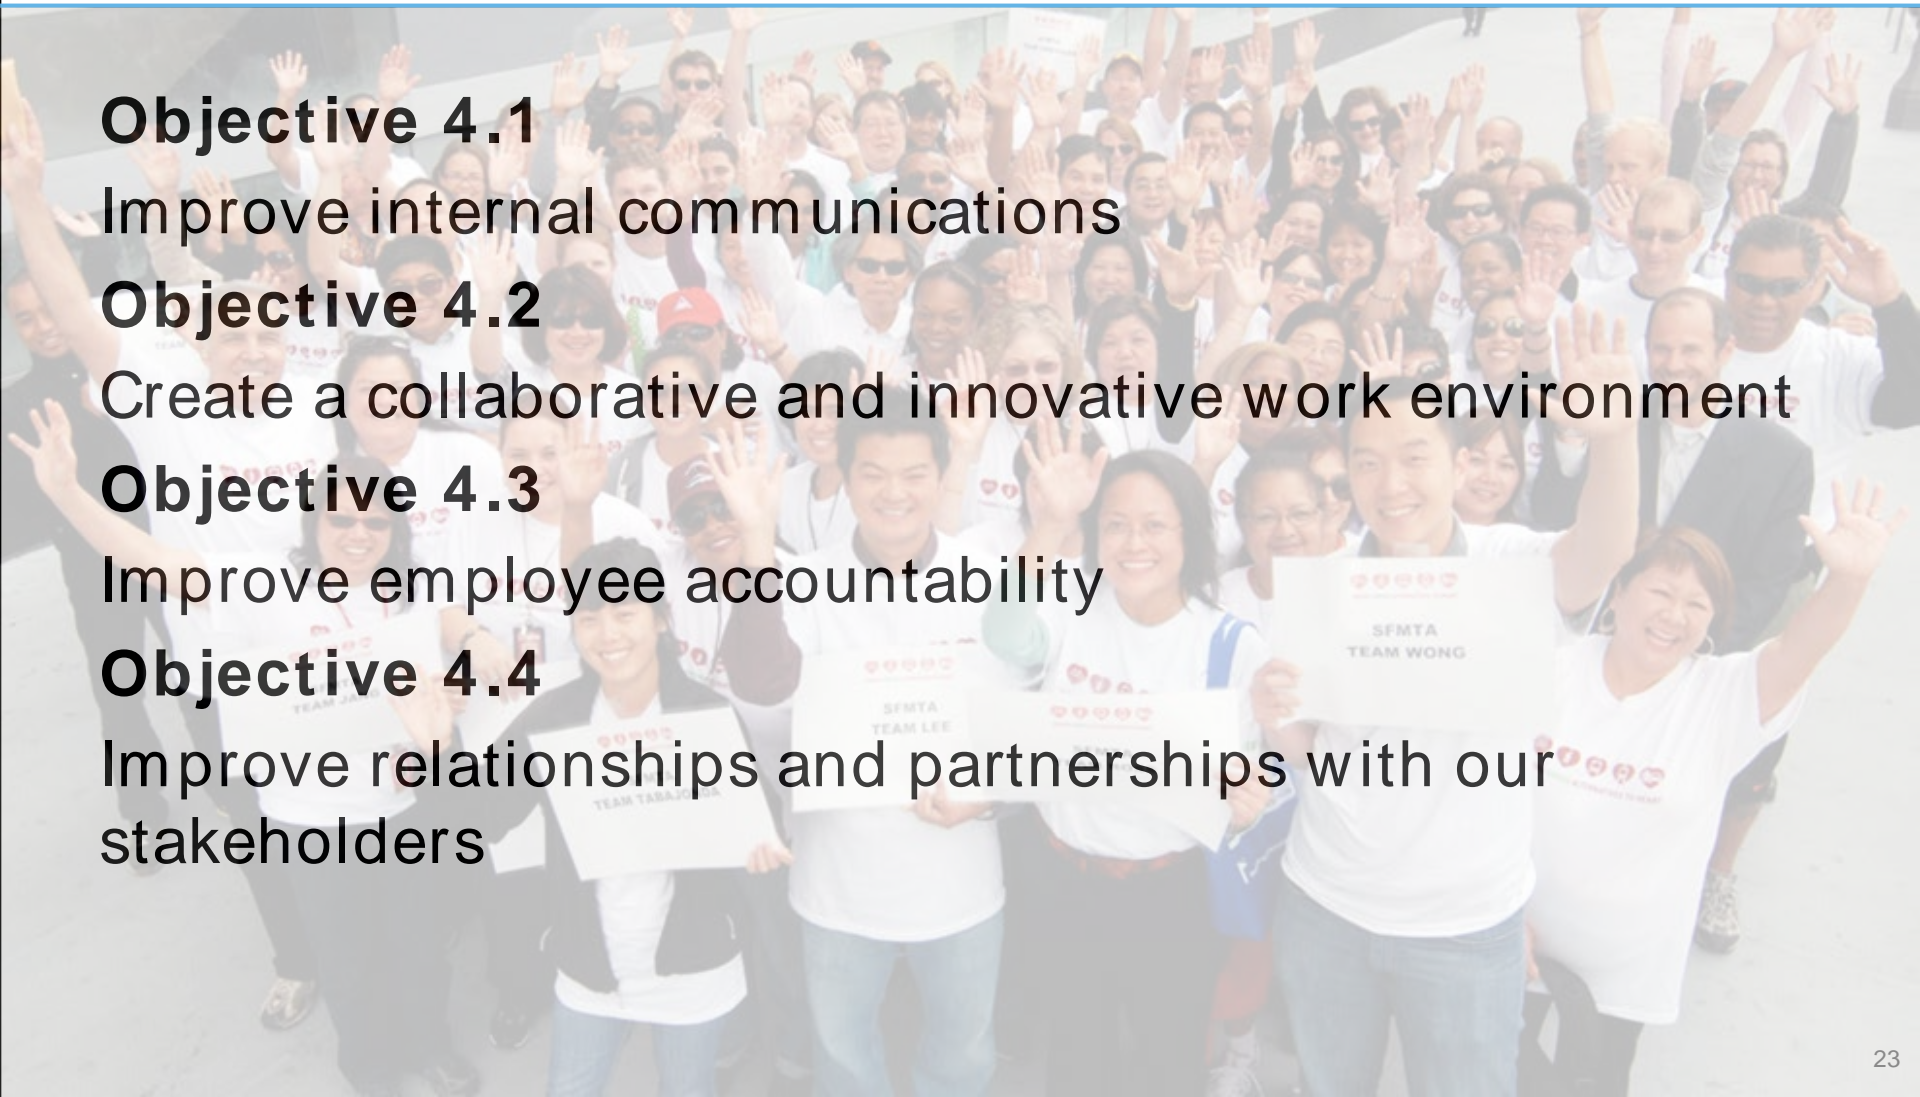 Objective 4.1
Improve internal communications
Objective 4.2
Create a collaborative and innovative work environment
Objective 4.3
Improve employee accountability
Objective 4.4
Improve relationships and partnerships with our
stakeholders
SFMTA
TEAM WONG
SFMTA
TEAM LEE
TEAM
23